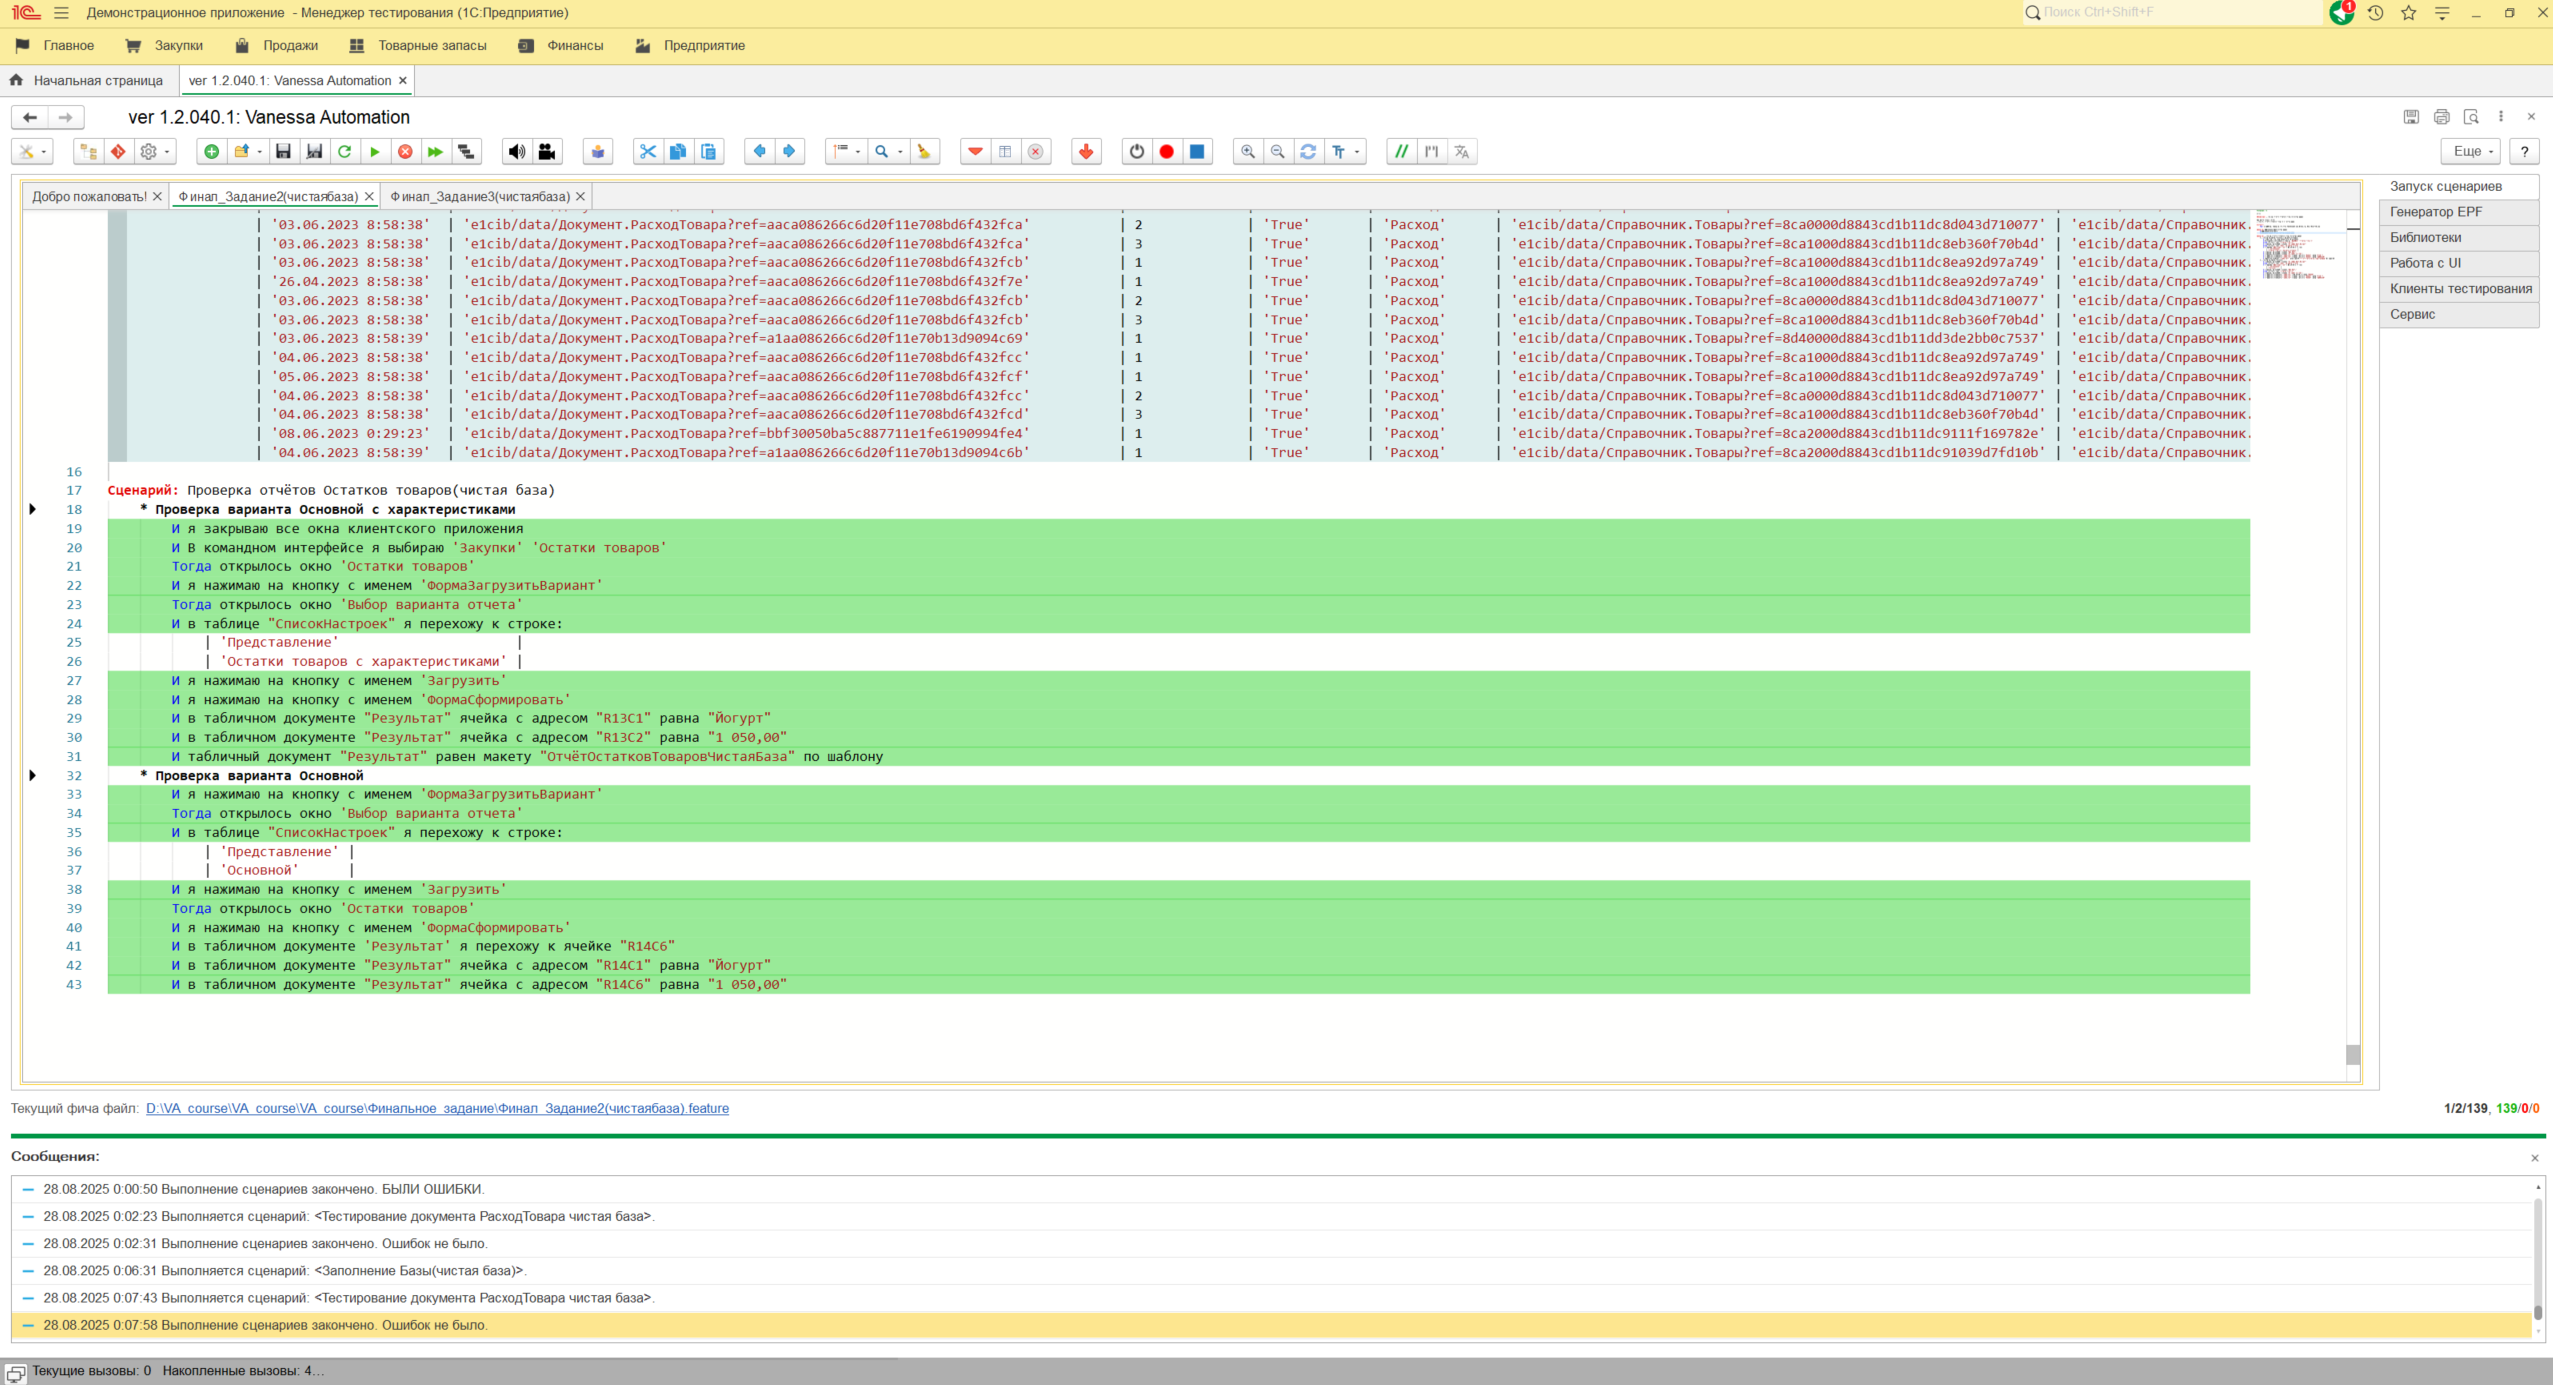 Демонстрационное приложение - Менеджер тестирования (1С:Предприятие)
Поиск Ctrl+Shift+F
1
Главное Закупки Продажи Товарные запасы Финансы Предприятие
Начальная страница ver 1.2.040.1: Vanessa Automation
ver 1.2.040.1: Vanessa Automation
Еще ?
Добро пожаловать! Финал_Задание2(чистаябаза) Финал_Задание3(чистаябаза)
Запуск сценариев
Генератор EPF
Библиотеки
Работа с UI
Клиенты тестирования
Сервис
| '03.06.2023 8:58:38' | 'e1cib/data/Документ.РасходТовара?ref=aaca086266c6d20f11e708bd6f432fca' | 2 | 'True' | 'Расход' | 'e1cib/data/Справочник.Товары?ref=8ca0000d8843cd1b11dc8d043d710077' | 'e1cib/data/Справочник.
| '03.06.2023 8:58:38' | 'e1cib/data/Документ.РасходТовара?ref=aaca086266c6d20f11e708bd6f432fca' | 3 | 'True' | 'Расход' | 'e1cib/data/Справочник.Товары?ref=8ca1000d8843cd1b11dc8eb360f70b4d' | 'e1cib/data/Справочник.
| '03.06.2023 8:58:38' | 'e1cib/data/Документ.РасходТовара?ref=aaca086266c6d20f11e708bd6f432fcb' | 1 | 'True' | 'Расход' | 'e1cib/data/Справочник.Товары?ref=8ca1000d8843cd1b11dc8ea92d97a749' | 'e1cib/data/Справочник.
| '26.04.2023 8:58:38' | 'e1cib/data/Документ.РасходТовара?ref=aaca086266c6d20f11e708bd6f432f7e' | 1 | 'True' | 'Расход' | 'e1cib/data/Справочник.Товары?ref=8ca1000d8843cd1b11dc8ea92d97a749' | 'e1cib/data/Справочник.
| '03.06.2023 8:58:38' | 'e1cib/data/Документ.РасходТовара?ref=aaca086266c6d20f11e708bd6f432fcb' | 2 | 'True' | 'Расход' | 'e1cib/data/Справочник.Товары?ref=8ca0000d8843cd1b11dc8d043d710077' | 'e1cib/data/Справочник.
| '03.06.2023 8:58:38' | 'e1cib/data/Документ.РасходТовара?ref=aaca086266c6d20f11e708bd6f432fcb' | 3 | 'True' | 'Расход' | 'e1cib/data/Справочник.Товары?ref=8ca1000d8843cd1b11dc8eb360f70b4d' | 'e1cib/data/Справочник.
| '03.06.2023 8:58:39' | 'e1cib/data/Документ.РасходТовара?ref=a1aa086266c6d20f11e70b13d9094c69' | 1 | 'True' | 'Расход' | 'e1cib/data/Справочник.Товары?ref=8d40000d8843cd1b11dd3de2bb0c7537' | 'e1cib/data/Справочник.
| '04.06.2023 8:58:38' | 'e1cib/data/Документ.РасходТовара?ref=aaca086266c6d20f11e708bd6f432fcc' | 1 | 'True' | 'Расход' | 'e1cib/data/Справочник.Товары?ref=8ca1000d8843cd1b11dc8ea92d97a749' | 'e1cib/data/Справочник.
| '05.06.2023 8:58:38' | 'e1cib/data/Документ.РасходТовара?ref=aaca086266c6d20f11e708bd6f432fcf' | 1 | 'True' | 'Расход' | 'e1cib/data/Справочник.Товары?ref=8ca1000d8843cd1b11dc8ea92d97a749' | 'e1cib/data/Справочник.
| '04.06.2023 8:58:38' | 'e1cib/data/Документ.РасходТовара?ref=aaca086266c6d20f11e708bd6f432fcc' | 2 | 'True' | 'Расход' | 'e1cib/data/Справочник.Товары?ref=8ca0000d8843cd1b11dc8d043d710077' | 'e1cib/data/Справочник.
| '04.06.2023 8:58:38' | 'e1cib/data/Документ.РасходТовара?ref=aaca086266c6d20f11e708bd6f432fcd' | 3 | 'True' | 'Расход' | 'e1cib/data/Справочник.Товары?ref=8ca1000d8843cd1b11dc8eb360f70b4d' | 'e1cib/data/Справочник.
| '08.06.2023 0:29:23' | 'e1cib/data/Документ.РасходТовара?ref=bbf30050ba5c887711e1fe6190994fe4' | 1 | 'True' | 'Расход' | 'e1cib/data/Справочник.Товары?ref=8ca2000d8843cd1b11dc9111f169782e' | 'e1cib/data/Справочник.
| '04.06.2023 8:58:39' | 'e1cib/data/Документ.РасходТовара?ref=a1aa086266c6d20f11e70b13d9094c6b' | 1 | 'True' | 'Расход' | 'e1cib/data/Справочник.Товары?ref=8ca2000d8843cd1b11dc91039d7fd10b' | 'e1cib/data/Справочник.
16
17 Сценарий: Проверка отчётов Остатков товаров(чистая база)
18 * Проверка варианта Основной с характеристиками
19 И я закрываю все окна клиентского приложения
20 И В командном интерфейсе я выбираю 'Закупки' 'Остатки товаров'
21 Тогда открылось окно 'Остатки товаров'
22 И я нажимаю на кнопку с именем 'ФормаЗагрузитьВариант'
23 Тогда открылось окно 'Выбор варианта отчета'
24 И в таблице "СписокНастроек" я перехожу к строке:
25 | 'Представление' |
26 | 'Остатки товаров с характеристиками' |
27 И я нажимаю на кнопку с именем 'Загрузить'
28 И я нажимаю на кнопку с именем 'ФормаСформировать'
29 И в табличном документе "Результат" ячейка с адресом "R13C1" равна "Йогурт"
30 И в табличном документе "Результат" ячейка с адресом "R13C2" равна "1 050,00"
31 И табличный документ "Результат" равен макету "ОтчётОстатковТоваровЧистаяБаза" по шаблону
32 * Проверка варианта Основной
33 И я нажимаю на кнопку с именем 'ФормаЗагрузитьВариант'
34 Тогда открылось окно 'Выбор варианта отчета'
35 И в таблице "СписокНастроек" я перехожу к строке:
36 | 'Представление' |
37 | 'Основной' |
38 И я нажимаю на кнопку с именем 'Загрузить'
39 Тогда открылось окно 'Остатки товаров'
40 И я нажимаю на кнопку с именем 'ФормаСформировать'
41 И в табличном документе 'Результат' я перехожу к ячейке "R14C6"
42 И в табличном документе "Результат" ячейка с адресом "R14C1" равна "Йогурт"
43 И в табличном документе "Результат" ячейка с адресом "R14C6" равна "1 050,00"
Текущий фича файл: D:\VA_course\VA_course\VA_course\Финальное_задание\Финал_Задание2(чистаябаза).feature
1/2/139, 139/0/0
Сообщения:
28.08.2025 0:00:50 Выполнение сценариев закончено. БЫЛИ ОШИБКИ.
28.08.2025 0:02:23 Выполняется сценарий: <Тестирование документа РасходТовара чистая база>.
28.08.2025 0:02:31 Выполнение сценариев закончено. Ошибок не было.
28.08.2025 0:06:31 Выполняется сценарий: <Заполнение Базы(чистая база)>.
28.08.2025 0:07:43 Выполняется сценарий: <Тестирование документа РасходТовара чистая база>.
28.08.2025 0:07:58 Выполнение сценариев закончено. Ошибок не было.
Текущие вызовы: 0 Накопленные вызовы: 4…